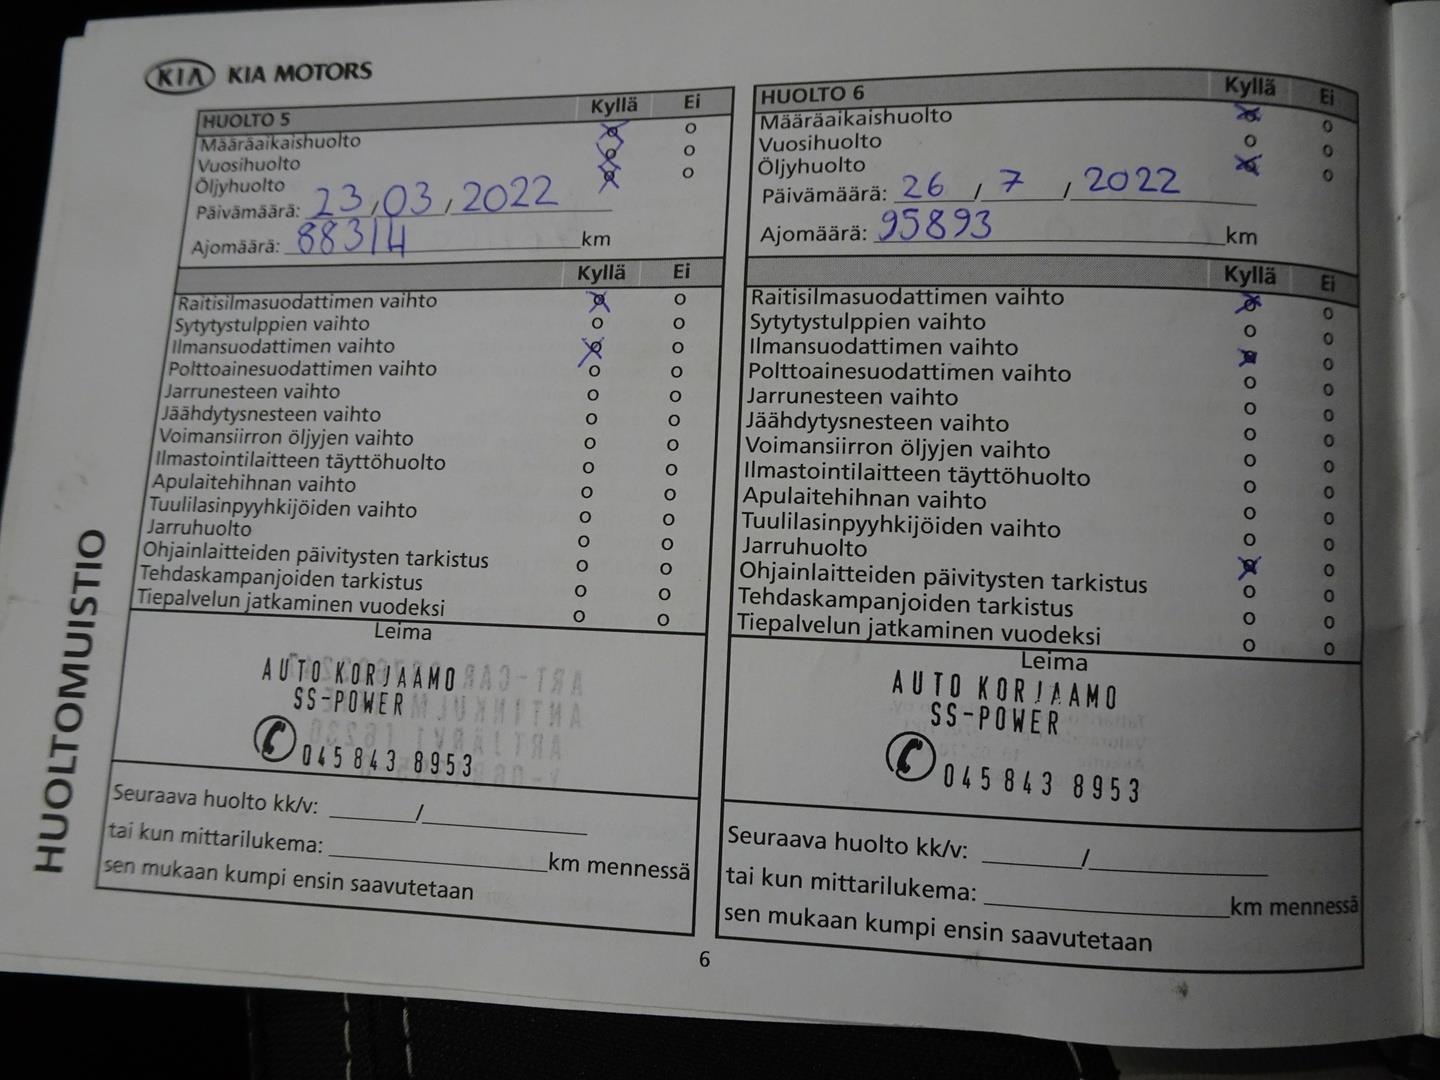 KIA KIA MOTORS
HUOLTO 5 Kyllä Ei
Määräaikaishuolto o o
Vuosihuolto o o
Öljyhuolto o o
Päivämäärä: 23/03/2022
Ajomäärä: 88314 km
Kyllä Ei
Raitisilmasuodattimen vaihto o o
Sytytystulppien vaihto o o
Ilmansuodattimen vaihto o o
Polttoainesuodattimen vaihto o o
Jarrunesteen vaihto o o
Jäähdytysnesteen vaihto o o
Voimansiirron öljyjen vaihto o o
Ilmastointilaitteen täyttöhuolto o o
Apulaitehihnan vaihto o o
Tuulilasinpyyhkijöiden vaihto o o
Jarruhuolto o o
Ohjainlaitteiden päivitysten tarkistus o o
Tehdaskampanjoiden tarkistus o o
Tiepalvelun jatkaminen vuodeksi o o
Leima
AUTO KORJAAMO
SS-POWER
045 843 8953
Seuraava huolto kk/v: ______/____________
tai kun mittarilukema: ________________km mennessä
sen mukaan kumpi ensin saavutetaan
HUOLTO 6 Kyllä Ei
Määräaikaishuolto o o
Vuosihuolto o o
Öljyhuolto o o
Päivämäärä: 26 / 7 / 2022
Ajomäärä: 95893 km
Kyllä Ei
Raitisilmasuodattimen vaihto o o
Sytytystulppien vaihto o o
Ilmansuodattimen vaihto o o
Polttoainesuodattimen vaihto o o
Jarrunesteen vaihto o o
Jäähdytysnesteen vaihto o o
Voimansiirron öljyjen vaihto o o
Ilmastointilaitteen täyttöhuolto o o
Apulaitehihnan vaihto o o
Tuulilasinpyyhkijöiden vaihto o o
Jarruhuolto o o
Ohjainlaitteiden päivitysten tarkistus o o
Tehdaskampanjoiden tarkistus o o
Tiepalvelun jatkaminen vuodeksi o o
Leima
AUTO KORJAAMO
SS-POWER
045 843 8953
Seuraava huolto kk/v: ______/____________
tai kun mittarilukema: ________________km mennessä
sen mukaan kumpi ensin saavutetaan
HUOLTOMUISTIO
6